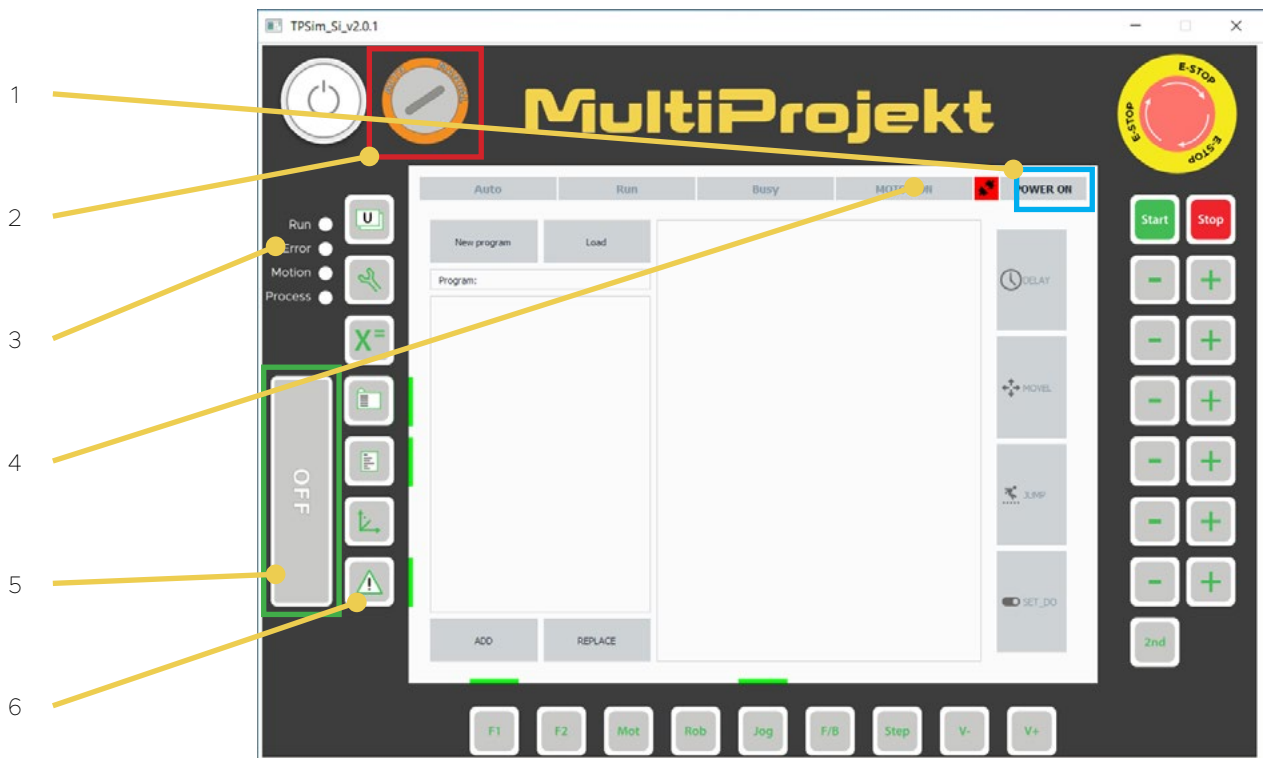 TPSim_Si_v2.0.1
1
2
3
4
5
6
MultiProjekt
E-STOP
E-STOP
E-STOP
Auto Run Busy POWER ON
Run
Error
Motion
Process
U
X=
OFF
New program Load
Program:
ADD REPLACE
DELAY
MOVEL
JUMP
SET_DO
Start Stop
- +
- +
- +
- +
- +
- +
2nd
F1 F2 Mot Rob Jog F/B Step V- V+